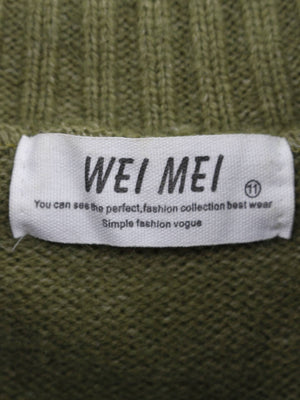 WEI MEI
⑪
You can see the perfect,fashion collection best wear
Simple fashion vogue